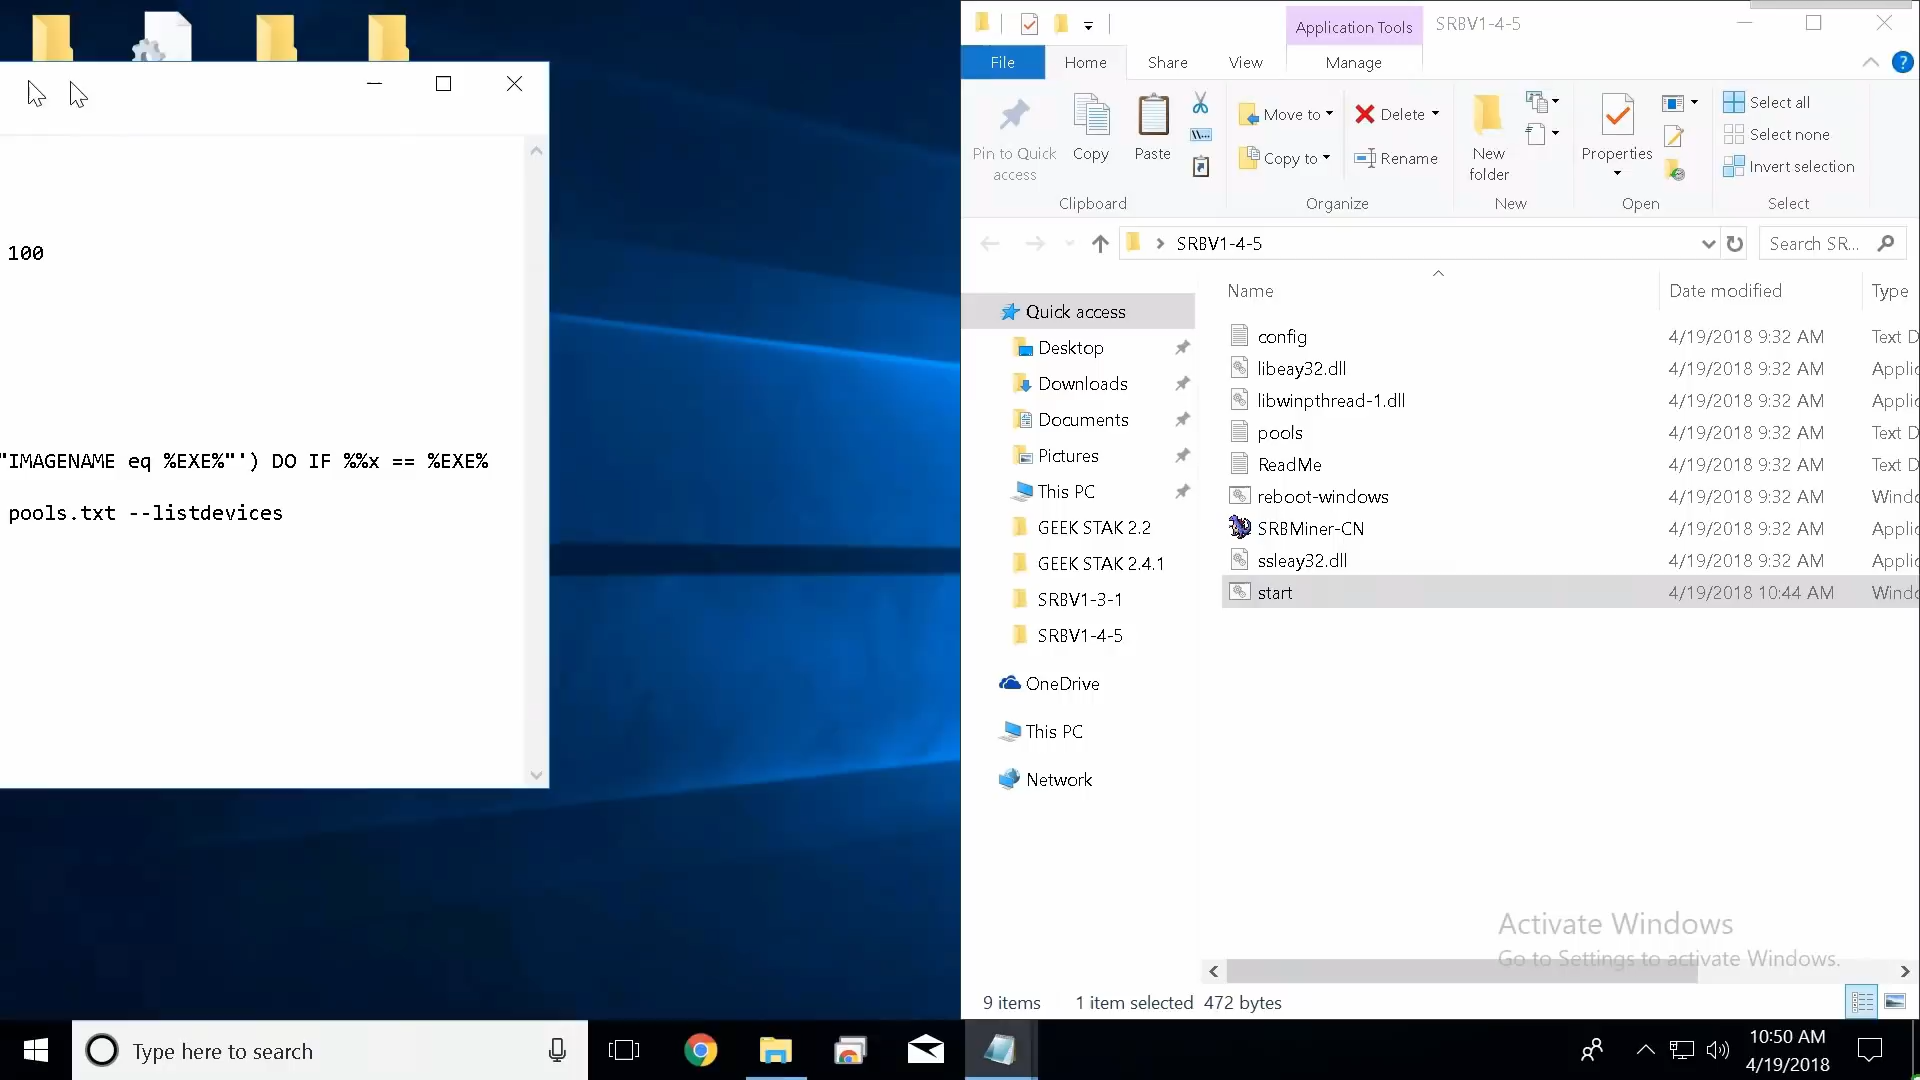 100
"IMAGENAME eq %EXE%"') DO IF %%x == %EXE%
pools.txt --listdevices
Application Tools
SRBV1-4-5
File
Home
Share
View
Manage
Pin to Quick access
Copy
Paste
Clipboard
Move to
Copy to
Delete
Rename
Organize
New folder
New
Properties
Open
Select all
Select none
Invert selection
Select
SRBV1-4-5
Search SR...
Quick access
Desktop
Downloads
Documents
Pictures
This PC
GEEK STAK 2.2
GEEK STAK 2.4.1
SRBV1-3-1
SRBV1-4-5
OneDrive
This PC
Network
Name Date modified Type
config 4/19/2018 9:32 AM Text D
libeay32.dll 4/19/2018 9:32 AM Applic
libwinpthread-1.dll 4/19/2018 9:32 AM Applic
pools 4/19/2018 9:32 AM Text D
ReadMe 4/19/2018 9:32 AM Text D
reboot-windows 4/19/2018 9:32 AM Windo
SRBMiner-CN 4/19/2018 9:32 AM Applic
ssleay32.dll 4/19/2018 9:32 AM Applic
start 4/19/2018 10:44 AM Windo
Activate Windows
Go to Settings to activate Windows.
9 items 1 item selected 472 bytes
Type here to search
10:50 AM
4/19/2018